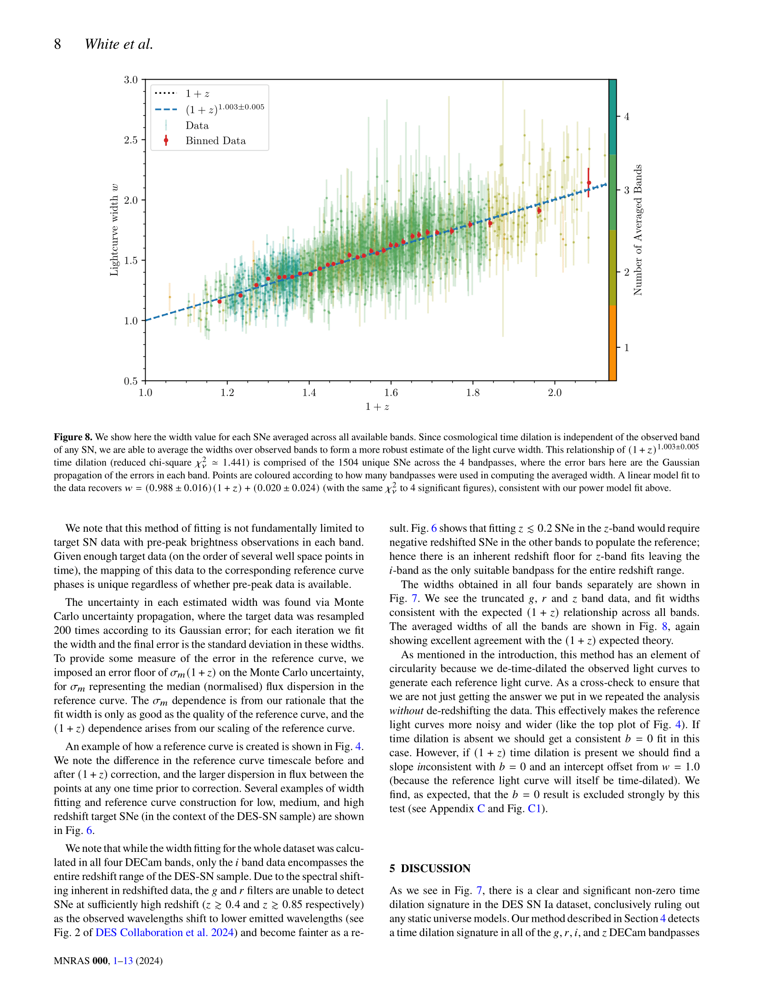 8 White et al.
3.0
2.5
2.0
1.5
1.0
0.5
Lightcurve width w
1 + z
(1 + z)^1.003±0.005
Data
Binned Data
1.0 1.2 1.4 1.6 1.8 2.0
1 + z
4
3
2
1
Number of Averaged Bands
Figure 8. We show here the width value for each SNe averaged across all available bands. Since cosmological time dilation is independent of the observed band
of any SN, we are able to average the widths over observed bands to form a more robust estimate of the light curve width. This relationship of (1 + z)^1.003±0.005
time dilation (reduced chi-square χ²ᵥ ≃ 1.441) is comprised of the 1504 unique SNe across the 4 bandpasses, where the error bars here are the Gaussian
propagation of the errors in each band. Points are coloured according to how many bandpasses were used in computing the averaged width. A linear model fit to
the data recovers w = (0.988 ± 0.016)(1 + z) + (0.020 ± 0.024) (with the same χ²ᵥ to 4 significant figures), consistent with our power model fit above.
We note that this method of fitting is not fundamentally limited to
target SN data with pre-peak brightness observations in each band.
Given enough target data (on the order of several well space points in
time), the mapping of this data to the corresponding reference curve
phases is unique regardless of whether pre-peak data is available.
The uncertainty in each estimated width was found via Monte
Carlo uncertainty propagation, where the target data was resampled
200 times according to its Gaussian error; for each iteration we fit
the width and the final error is the standard deviation in these widths.
To provide some measure of the error in the reference curve, we
imposed an error floor of σm(1 + z) on the Monte Carlo uncertainty,
for σm representing the median (normalised) flux dispersion in the
reference curve. The σm dependence is from our rationale that the
fit width is only as good as the quality of the reference curve, and the
(1 + z) dependence arises from our scaling of the reference curve.
An example of how a reference curve is created is shown in Fig. 4.
We note the difference in the reference curve timescale before and
after (1 + z) correction, and the larger dispersion in flux between the
points at any one time prior to correction. Several examples of width
fitting and reference curve construction for low, medium, and high
redshift target SNe (in the context of the DES-SN sample) are shown
in Fig. 6.
We note that while the width fitting for the whole dataset was calcu-
lated in all four DECam bands, only the i band data encompasses the
entire redshift range of the DES-SN sample. Due to the spectral shift-
ing inherent in redshifted data, the g and r filters are unable to detect
SNe at sufficiently high redshift (z ≳ 0.4 and z ≳ 0.85 respectively)
as the observed wavelengths shift to lower emitted wavelengths (see
Fig. 2 of DES Collaboration et al. 2024) and become fainter as a re-
sult. Fig. 6 shows that fitting z ≲ 0.2 SNe in the z-band would require
negative redshifted SNe in the other bands to populate the reference;
hence there is an inherent redshift floor for z-band fits leaving the
i-band as the only suitable bandpass for the entire redshift range.
The widths obtained in all four bands separately are shown in
Fig. 7. We see the truncated g, r and z band data, and fit widths
consistent with the expected (1 + z) relationship across all bands.
The averaged widths of all the bands are shown in Fig. 8, again
showing excellent agreement with the (1 + z) expected theory.
As mentioned in the introduction, this method has an element of
circularity because we de-time-dilated the observed light curves to
generate each reference light curve. As a cross-check to ensure that
we are not just getting the answer we put in we repeated the analysis
without de-redshifting the data. This effectively makes the reference
light curves more noisy and wider (like the top plot of Fig. 4). If
time dilation is absent we should get a consistent b = 0 fit in this
case. However, if (1 + z) time dilation is present we should find a
slope inconsistent with b = 0 and an intercept offset from w = 1.0
(because the reference light curve will itself be time-dilated). We
find, as expected, that the b = 0 result is excluded strongly by this
test (see Appendix C and Fig. C1).
5 DISCUSSION
As we see in Fig. 7, there is a clear and significant non-zero time
dilation signature in the DES SN Ia dataset, conclusively ruling out
any static universe models. Our method described in Section 4 detects
a time dilation signature in all of the g, r, i, and z DECam bandpasses
MNRAS 000, 1–13 (2024)